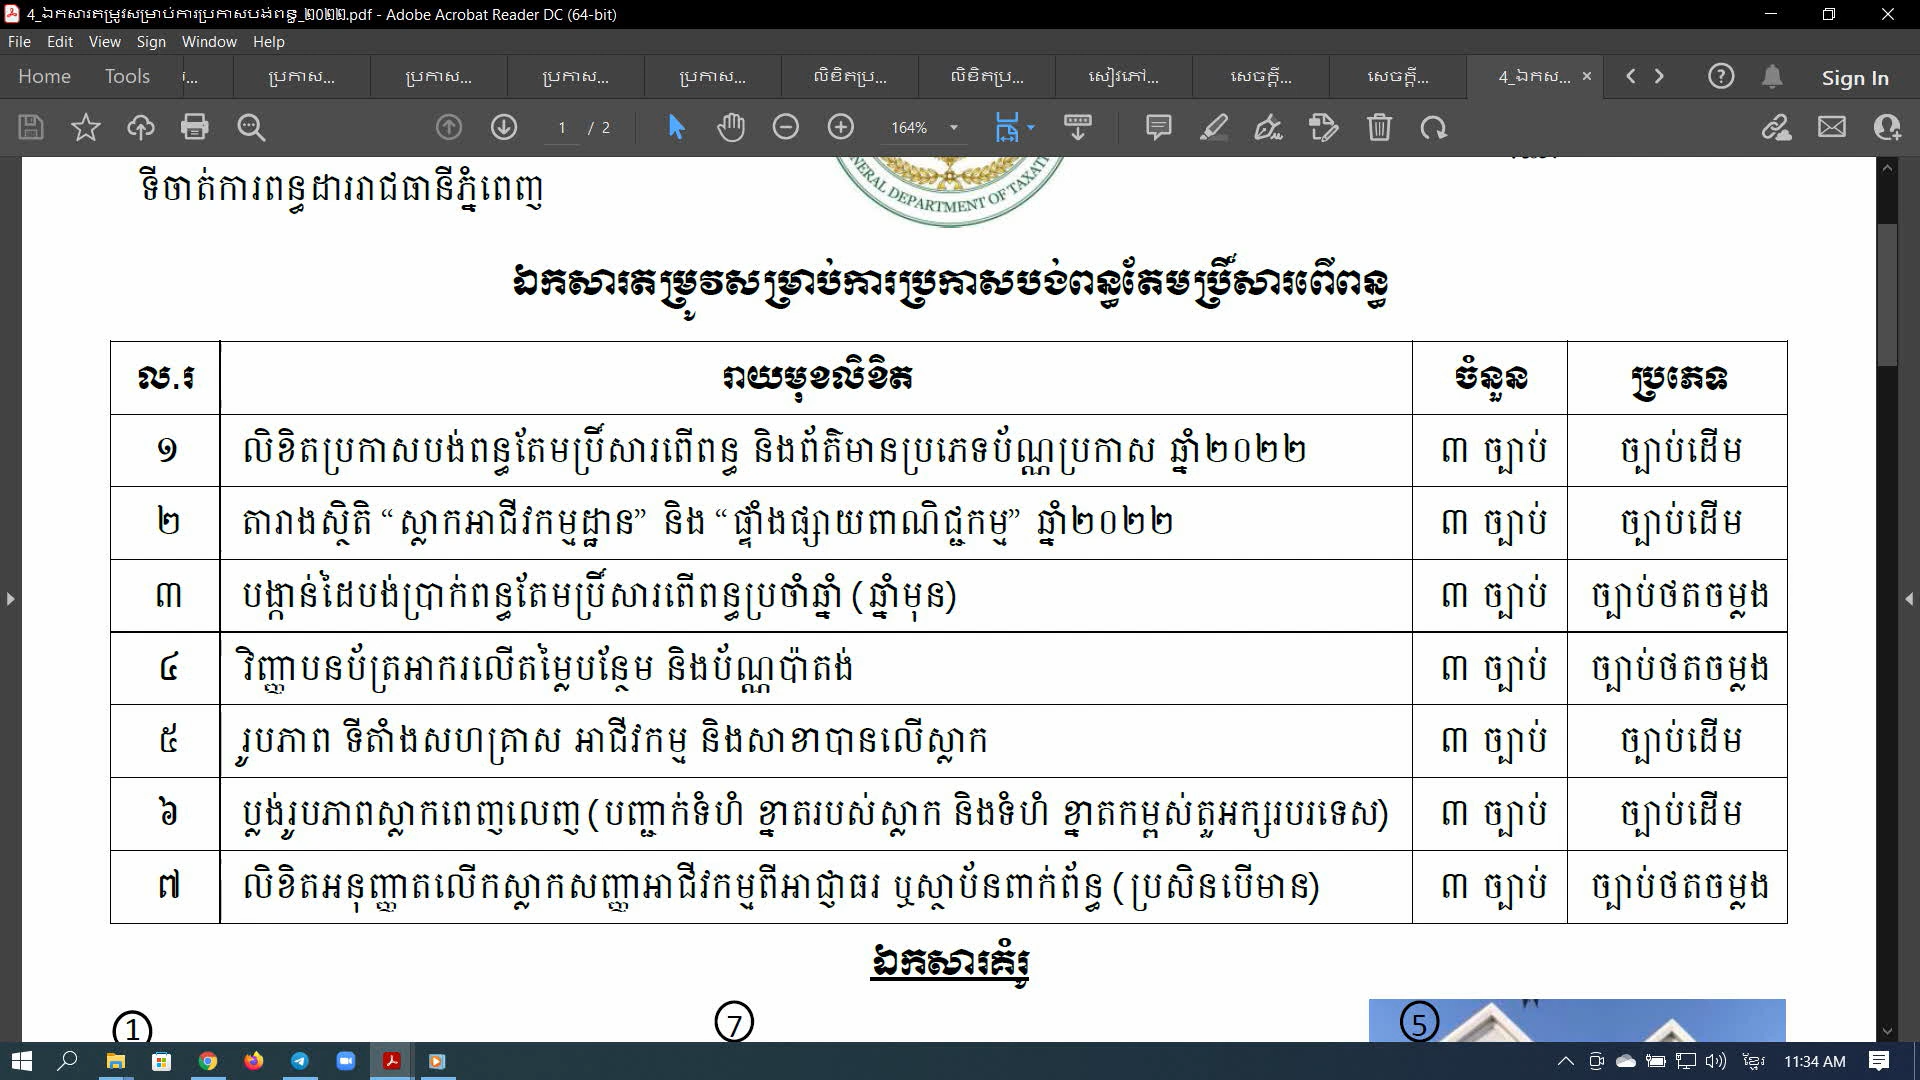 4_ឯកសារតម្រូវសម្រាប់ការប្រកាសបង់ពន្ធ_២០២២.pdf - Adobe Acrobat Reader DC (64-bit)
File Edit View Sign Window Help
Home Tools ប្រកាស... ប្រកាស... ប្រកាស... ប្រកាស... លិខិតប្រ... លិខិតប្រ... សៀវភៅ... សេចក្តី... សេចក្តី... 4_ឯកស... Sign In
1 / 2 164%
ទីចាត់ការពន្ធដាររាជធានីភ្នំពេញ
GENERAL DEPARTMENT OF TAXATION
ឯកសារតម្រូវសម្រាប់ការប្រកាសបង់ពន្ធតែមប្រ៊ីសារពើពន្ធ
ល.រ រាយមុខលិខិត ចំនួន ប្រភេទ
១ លិខិតប្រកាសបង់ពន្ធតែមប្រ៊ីសារពើពន្ធ និងព័ត៌មានប្រភេទប័ណ្ណប្រកាស ឆ្នាំ២០២២ ៣ ច្បាប់ ច្បាប់ដើម
២ តារាងស្ថិតិ “ស្លាកអាជីវកម្មដ្ឋាន” និង “ផ្ទាំងផ្សាយពាណិជ្ជកម្ម” ឆ្នាំ២០២២ ៣ ច្បាប់ ច្បាប់ដើម
៣ បង្កាន់ដៃបង់ប្រាក់ពន្ធតែមប្រ៊ីសារពើពន្ធប្រចាំឆ្នាំ (ឆ្នាំមុន) ៣ ច្បាប់ ច្បាប់ថតចម្លង
៤ វិញ្ញាបនប័ត្រអាករលើតម្លៃបន្ថែម និងប័ណ្ណប៉ាតង់ ៣ ច្បាប់ ច្បាប់ថតចម្លង
៥ រូបភាព ទីតាំងសហគ្រាស អាជីវកម្ម និងសាខាបានលើស្លាក ៣ ច្បាប់ ច្បាប់ដើម
៦ ប្លង់រូបភាពស្លាកពេញលេញ (បញ្ជាក់ទំហំ ខ្នាតរបស់ស្លាក និងទំហំ ខ្នាតកម្ពស់តួអក្សរបរទេស) ៣ ច្បាប់ ច្បាប់ដើម
៧ លិខិតអនុញ្ញាតលើកស្លាកសញ្ញាអាជីវកម្មពីអាជ្ញាធរ ឬស្ថាប័នពាក់ព័ន្ធ (ប្រសិនបើមាន) ៣ ច្បាប់ ច្បាប់ថតចម្លង
ឯកសារគំរូ
1 7 5
ខ្មែរ 11:34 AM